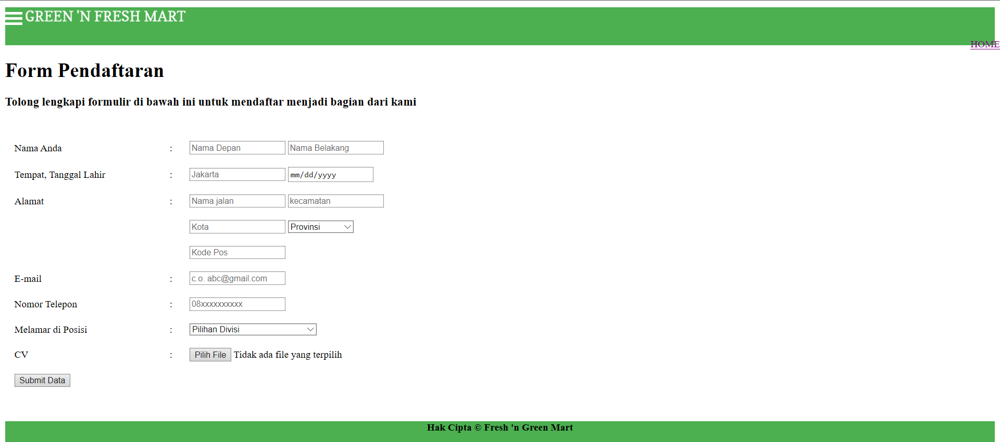 GREEN 'N FRESH MART
HOME
Form Pendaftaran
Tolong lengkapi formulir di bawah ini untuk mendaftar menjadi bagian dari kami
Nama Anda : Nama Depan Nama Belakang
Tempat, Tanggal Lahir : Jakarta mm/dd/yyyy
Alamat : Nama jalan kecamatan
Kota Provinsi
Kode Pos
E-mail : c.o. abc@gmail.com
Nomor Telepon : 08xxxxxxxxxx
Melamar di Posisi : Pilihan Divisi
CV : Pilih File Tidak ada file yang terpilih
Submit Data
Hak Cipta © Fresh 'n Green Mart